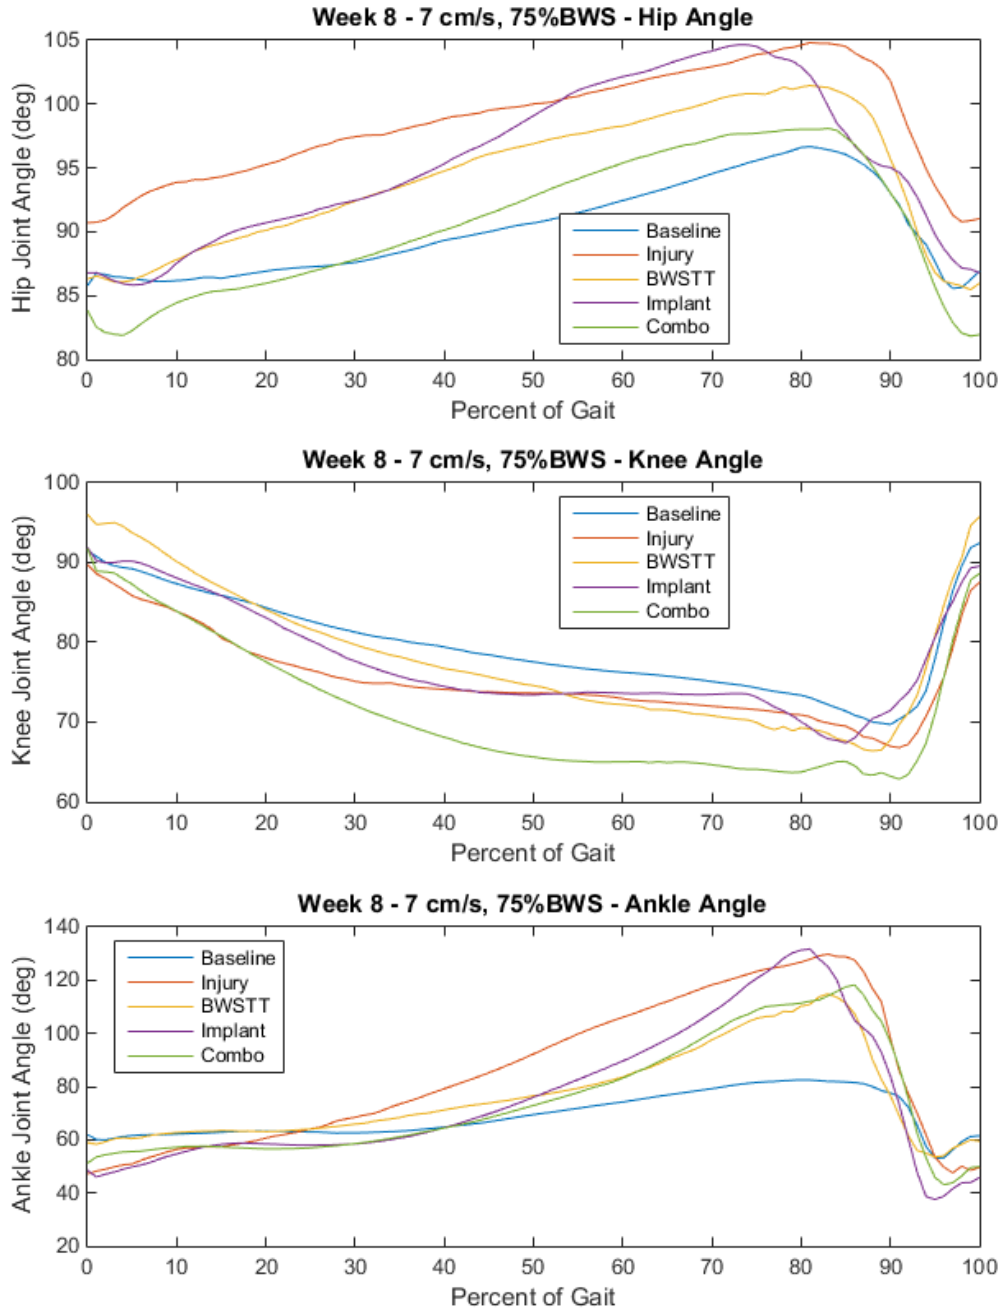 Week 8 - 7 cm/s, 75%BWS - Hip Angle
Hip Joint Angle (deg)
105
100
95
90
85
80
Baseline
Injury
BWSTT
Implant
Combo
0 10 20 30 40 50 60 70 80 90 100
Percent of Gait
Week 8 - 7 cm/s, 75%BWS - Knee Angle
Knee Joint Angle (deg)
100
90
80
70
60
Baseline
Injury
BWSTT
Implant
Combo
0 10 20 30 40 50 60 70 80 90 100
Percent of Gait
Week 8 - 7 cm/s, 75%BWS - Ankle Angle
Ankle Joint Angle (deg)
140
120
100
80
60
40
20
Baseline
Injury
BWSTT
Implant
Combo
0 10 20 30 40 50 60 70 80 90 100
Percent of Gait